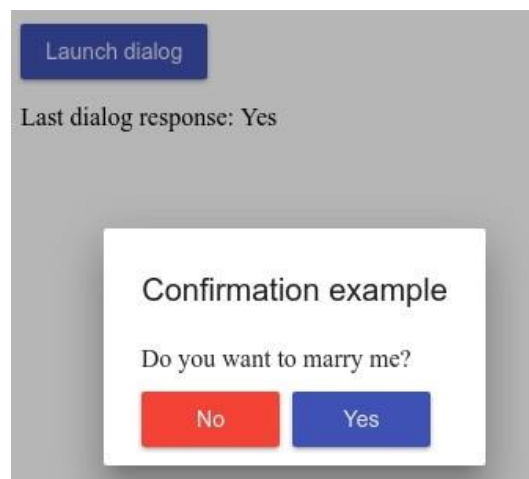 Launch dialog
Last dialog response: Yes
Confirmation example
Do you want to marry me?
No Yes